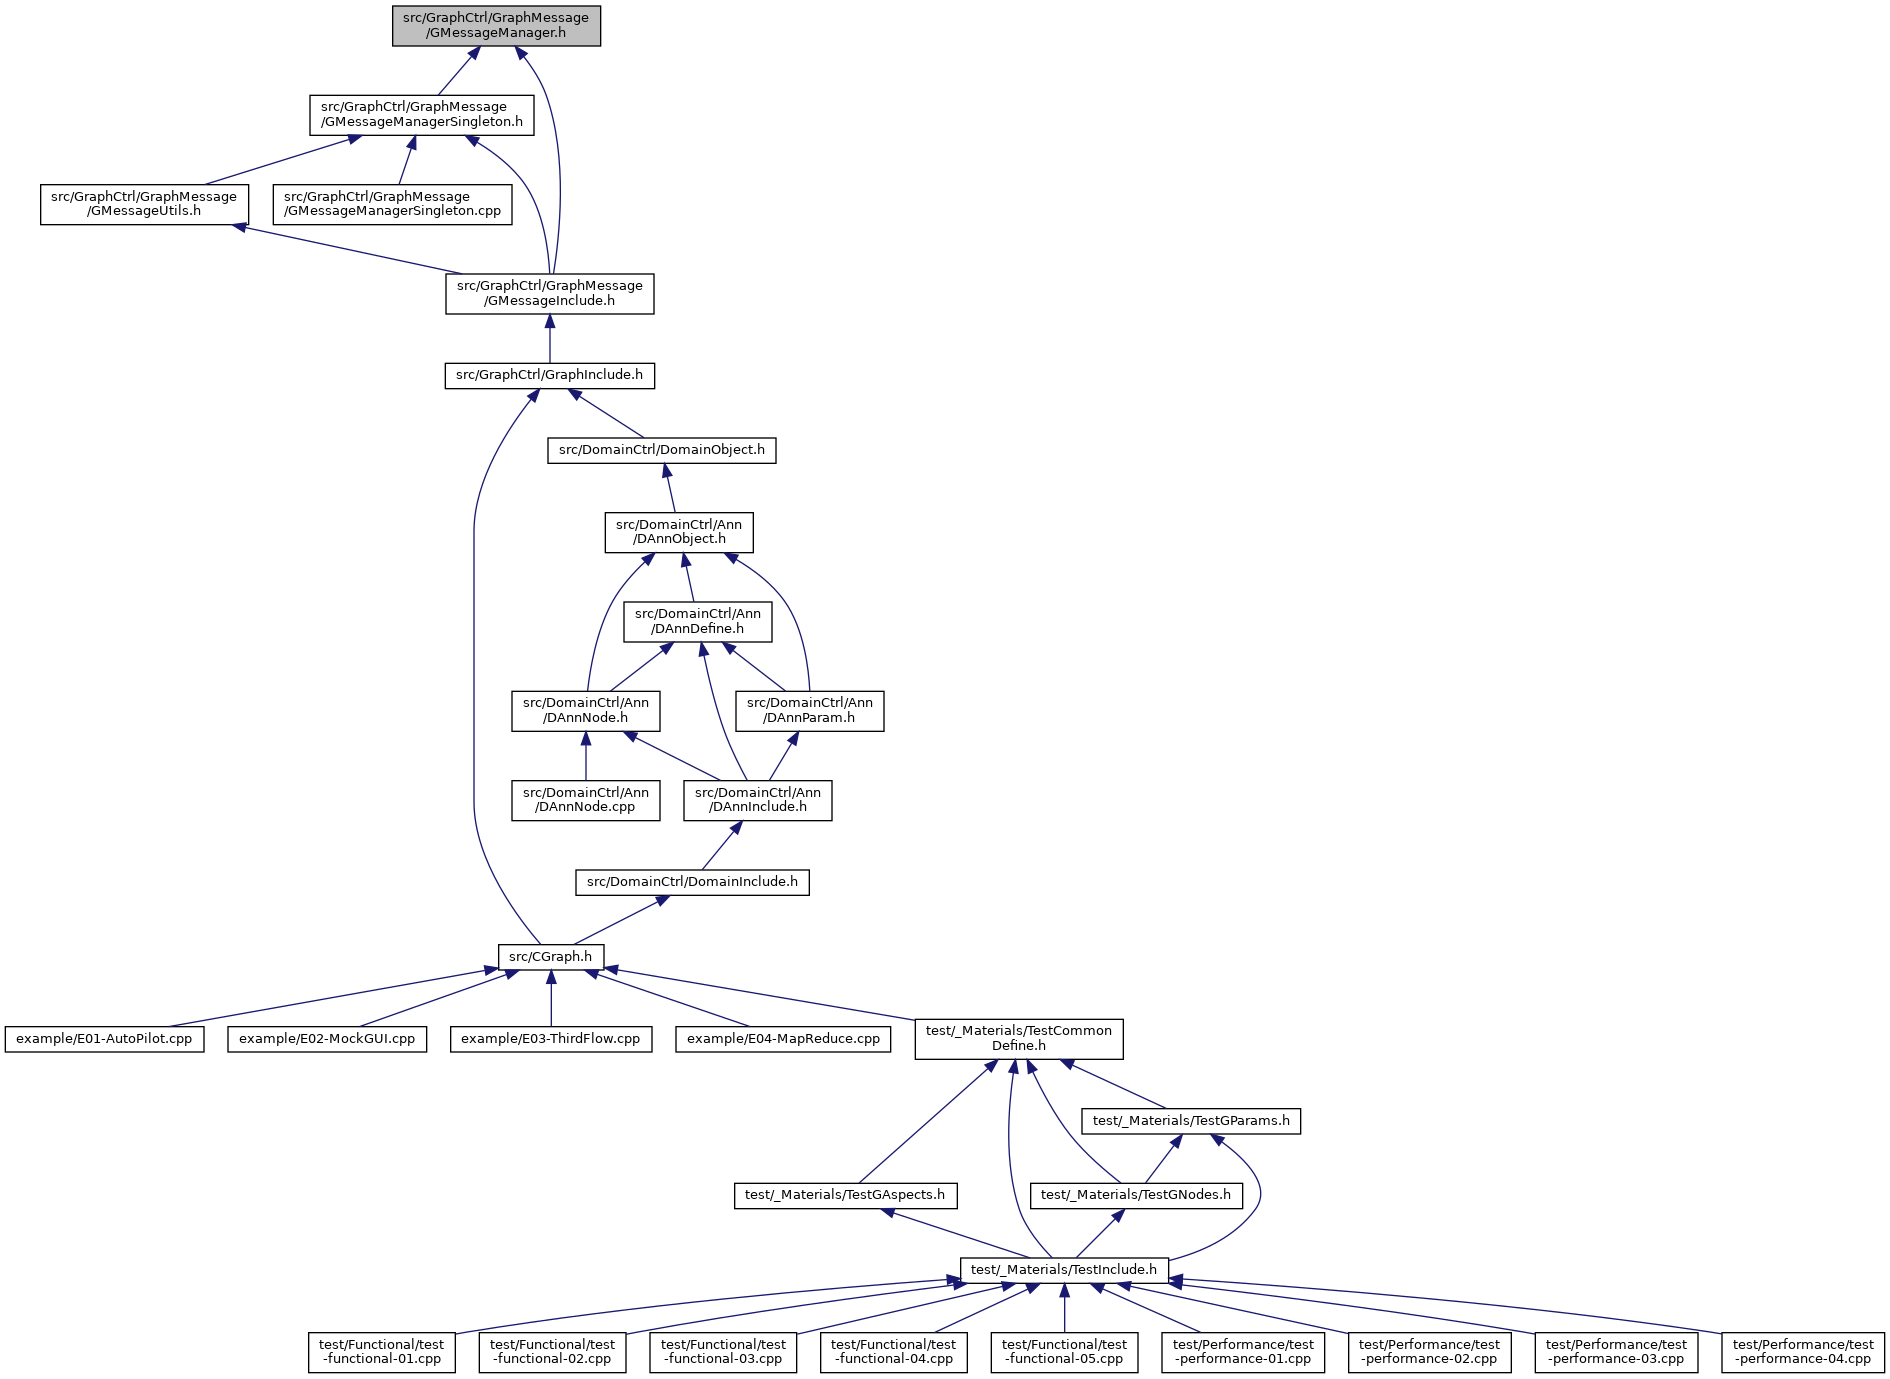 src/GraphCtrl/GraphMessage
/GMessageManager.h
src/GraphCtrl/GraphMessage
/GMessageManagerSingleton.h
src/GraphCtrl/GraphMessage
/GMessageUtils.h
src/GraphCtrl/GraphMessage
/GMessageManagerSingleton.cpp
src/GraphCtrl/GraphMessage
/GMessageInclude.h
src/GraphCtrl/GraphInclude.h
src/DomainCtrl/DomainObject.h
src/DomainCtrl/Ann
/DAnnObject.h
src/DomainCtrl/Ann
/DAnnDefine.h
src/DomainCtrl/Ann
/DAnnNode.h
src/DomainCtrl/Ann
/DAnnParam.h
src/DomainCtrl/Ann
/DAnnNode.cpp
src/DomainCtrl/Ann
/DAnnInclude.h
src/DomainCtrl/DomainInclude.h
src/CGraph.h
example/E01-AutoPilot.cpp
example/E02-MockGUI.cpp
example/E03-ThirdFlow.cpp
example/E04-MapReduce.cpp
test/_Materials/TestCommon
Define.h
test/_Materials/TestGParams.h
test/_Materials/TestGAspects.h
test/_Materials/TestGNodes.h
test/_Materials/TestInclude.h
test/Functional/test
-functional-01.cpp
test/Functional/test
-functional-02.cpp
test/Functional/test
-functional-03.cpp
test/Functional/test
-functional-04.cpp
test/Functional/test
-functional-05.cpp
test/Performance/test
-performance-01.cpp
test/Performance/test
-performance-02.cpp
test/Performance/test
-performance-03.cpp
test/Performance/test
-performance-04.cpp